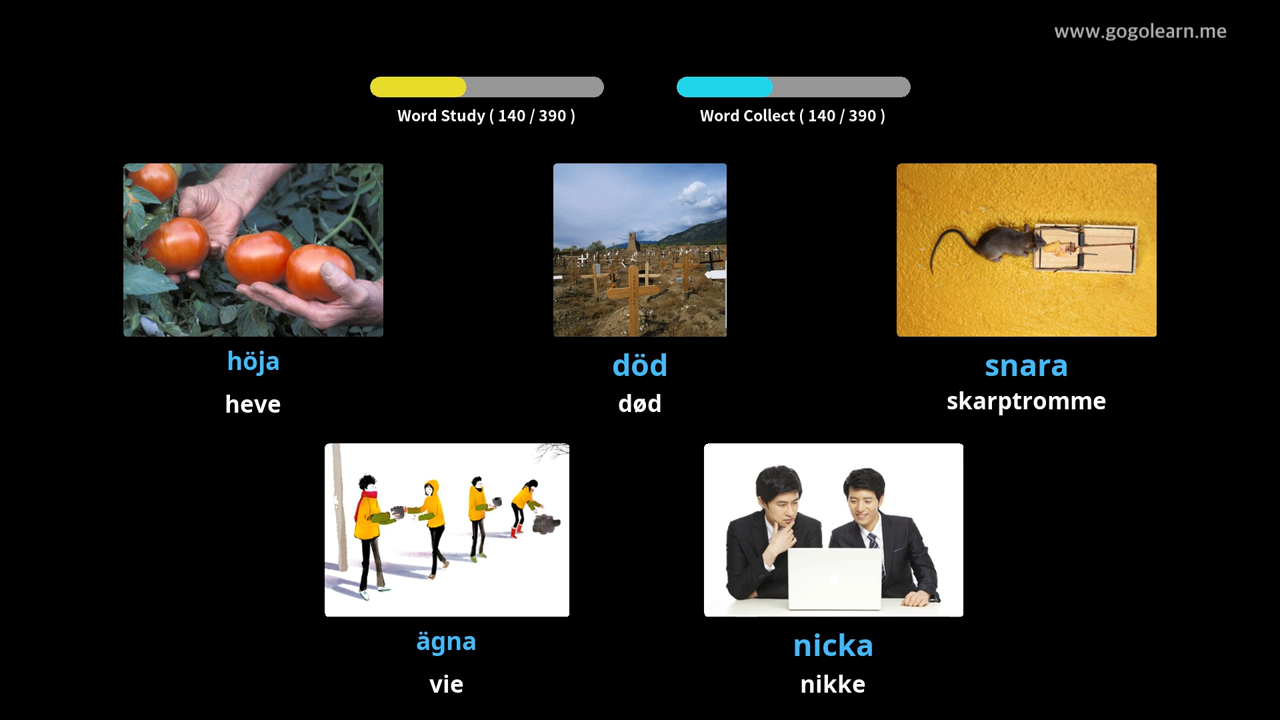 www.gogolearn.me
Word Study ( 140 / 390 )
Word Collect ( 140 / 390 )
höja
heve
död
død
snara
skarptromme
ägna
vie
nicka
nikke